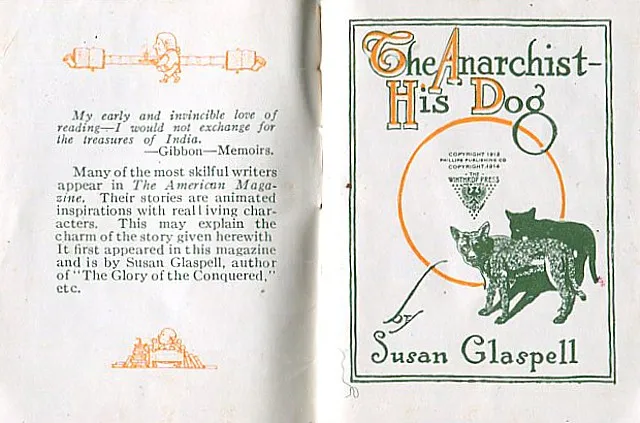 My early and invincible love of
reading—I would not exchange for
the treasures of India.
—Gibbon—Memoirs.
Many of the most skilful writers
appear in The American Maga-
zine. Their stories are animated
inspirations with real living char-
acters. This may explain the
charm of the story given herewith
It first appeared in this magazine
and is by Susan Glaspell, author
of "The Glory of the Conquered,"
etc.
The Anarchist—
His Dog
COPYRIGHT 1912
PHILLIPS PUBLISHING CO
COPYRIGHT 1914
THE
WINTHROP PRESS
by
Susan Glaspell